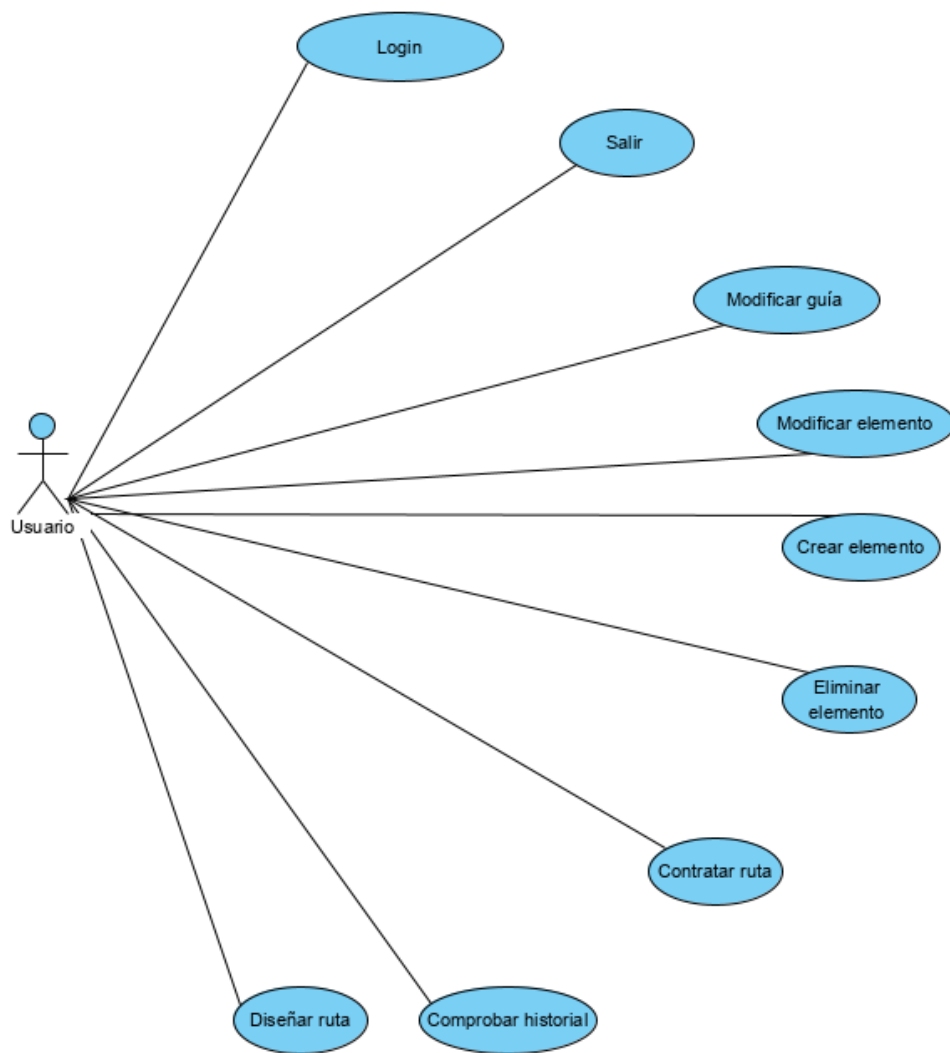 Login
Salir
Modificar guía
Modificar elemento
Usuario
Crear elemento
Eliminar
elemento
Contratar ruta
Diseñar ruta
Comprobar historial